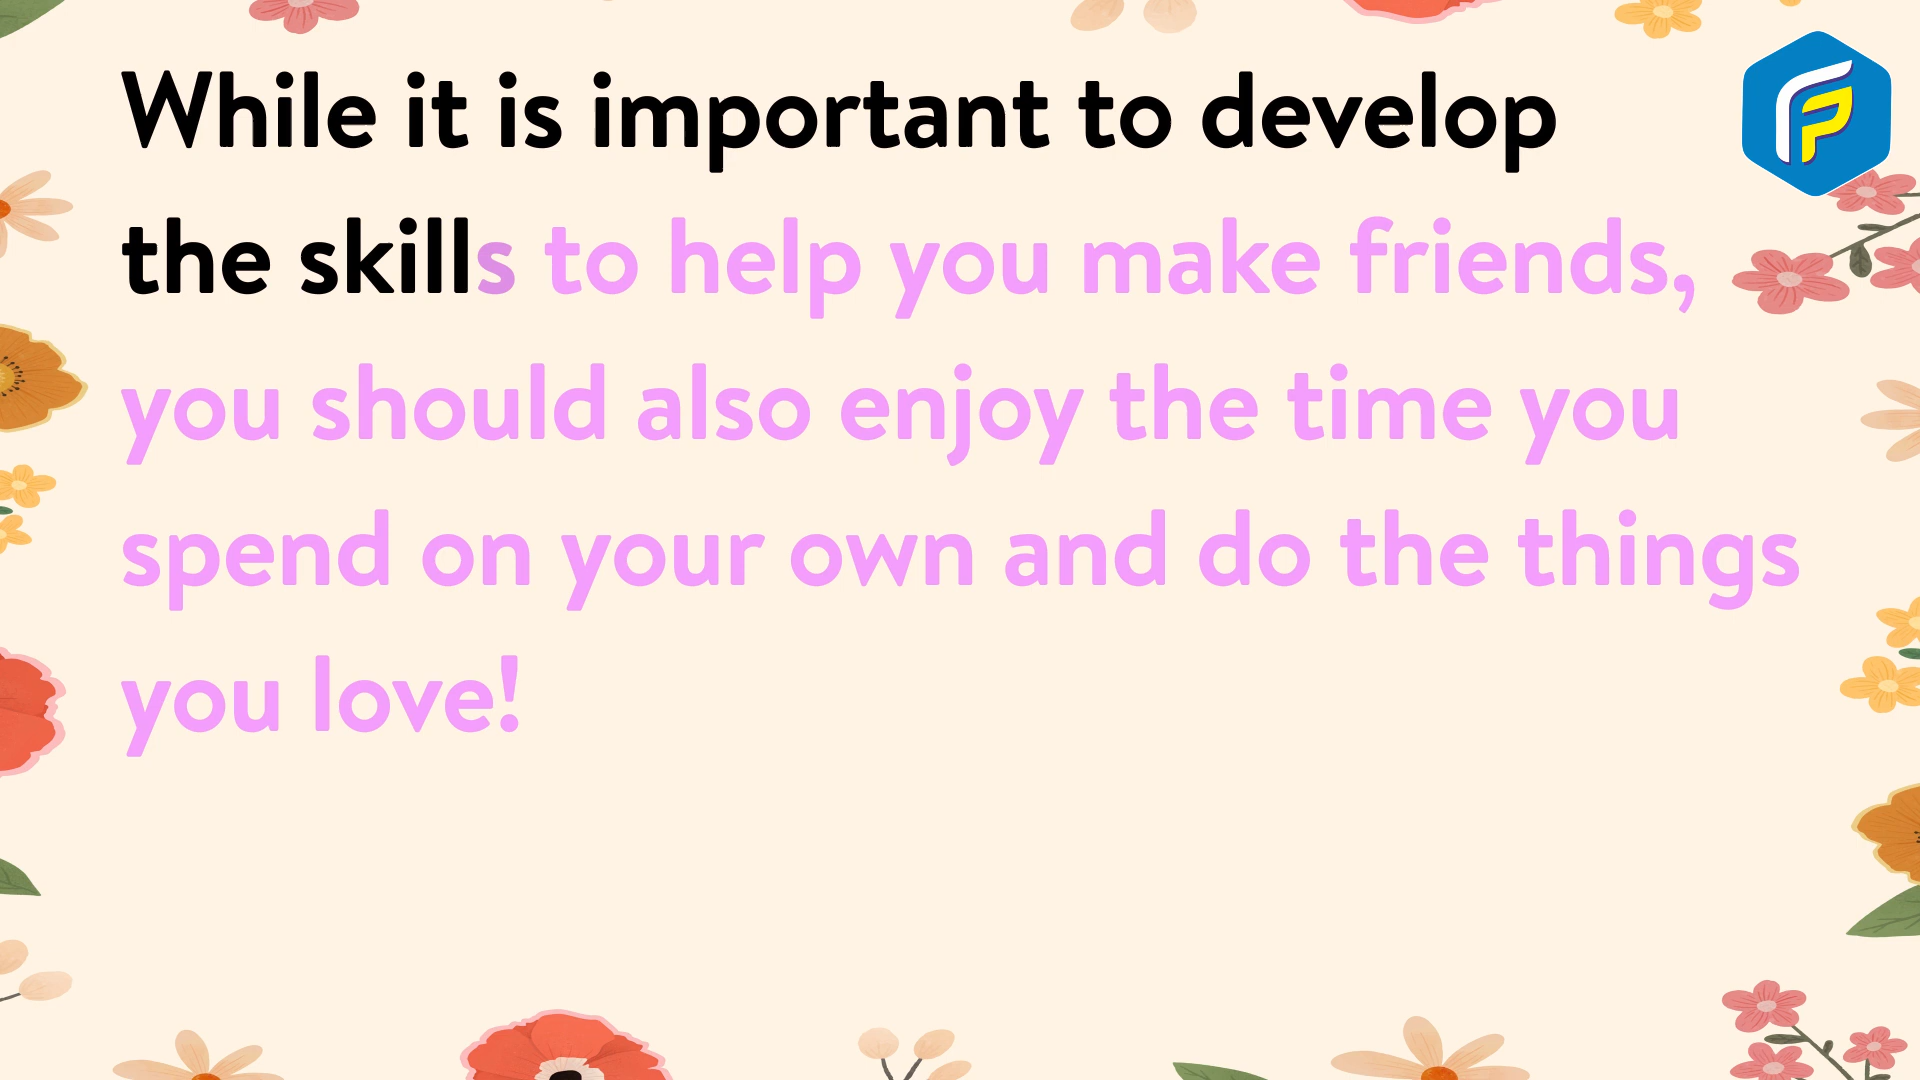 While it is important to develop
the skills to help you make friends,
you should also enjoy the time you
spend on your own and do the things
you love!